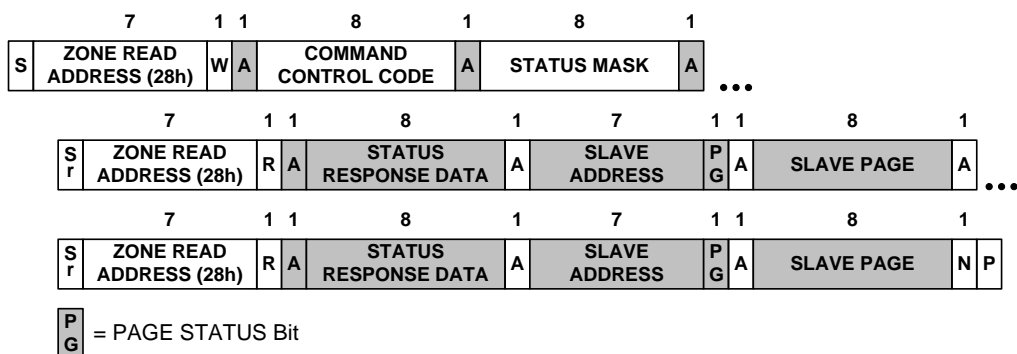 7 1 1 8 1 8 1
S ZONE READ ADDRESS (28h) W A COMMAND CONTROL CODE A STATUS MASK A •••
7 1 1 8 1 7 1 1 8 1
Sr ZONE READ ADDRESS (28h) R A STATUS RESPONSE DATA A SLAVE ADDRESS PG A SLAVE PAGE A •••
7 1 1 8 1 7 1 1 8 1
Sr ZONE READ ADDRESS (28h) R A STATUS RESPONSE DATA A SLAVE ADDRESS PG A SLAVE PAGE N P
PG = PAGE STATUS Bit